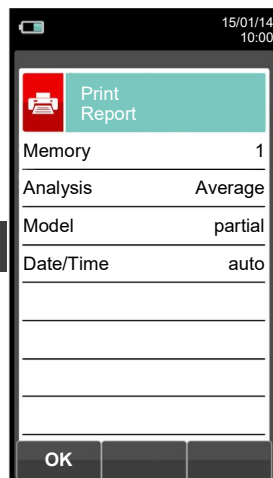 15/01/14
10:00
Print
Report
Memory 1
Analysis Average
Model partial
Date/Time auto
OK